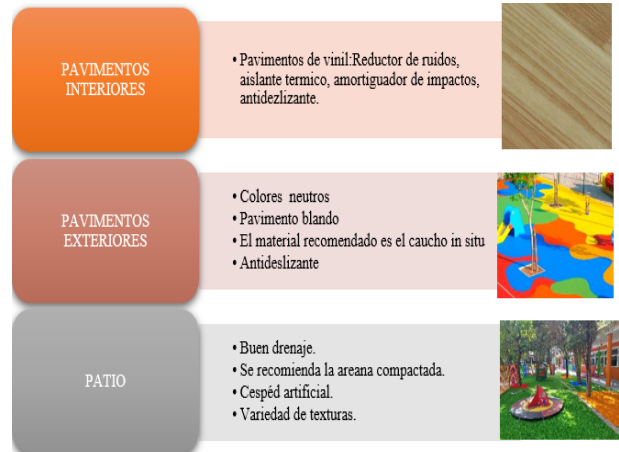 PAVIMENTOS
INTERIORES
• Pavimentos de vinil:Reductor de ruidos,
aislante termico, amortiguador de impactos,
antidezlizante.
PAVIMENTOS
EXTERIORES
• Colores neutros
• Pavimento blando
• El material recomendado es el caucho in situ
• Antideslizante
PATIO
• Buen drenaje.
• Se recomienda la areana compactada.
• Cespéd artificial.
• Variedad de texturas.